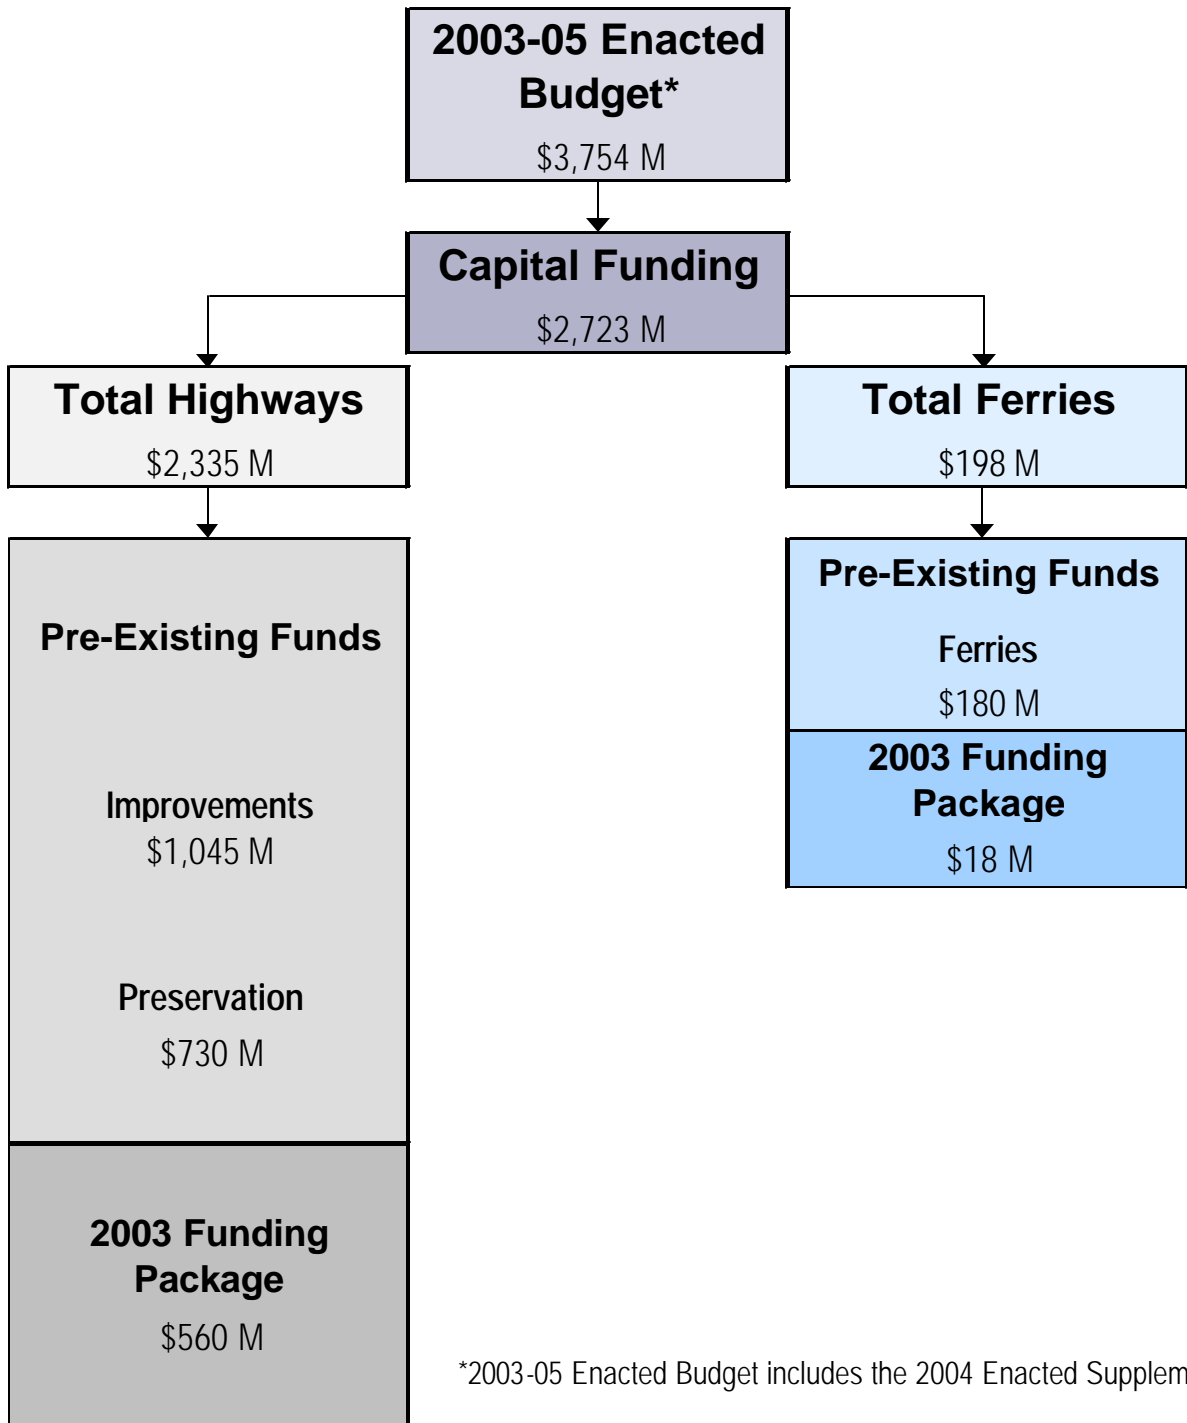 2003-05 Enacted
Budget*
$3,754 M
Capital Funding
$2,723 M
Total Highways
$2,335 M
Total Ferries
$198 M
Pre-Existing Funds
Improvements
$1,045 M
Preservation
$730 M
2003 Funding
Package
$560 M
Pre-Existing Funds
Ferries
$180 M
2003 Funding
Package
$18 M
*2003-05 Enacted Budget includes the 2004 Enacted Supplem